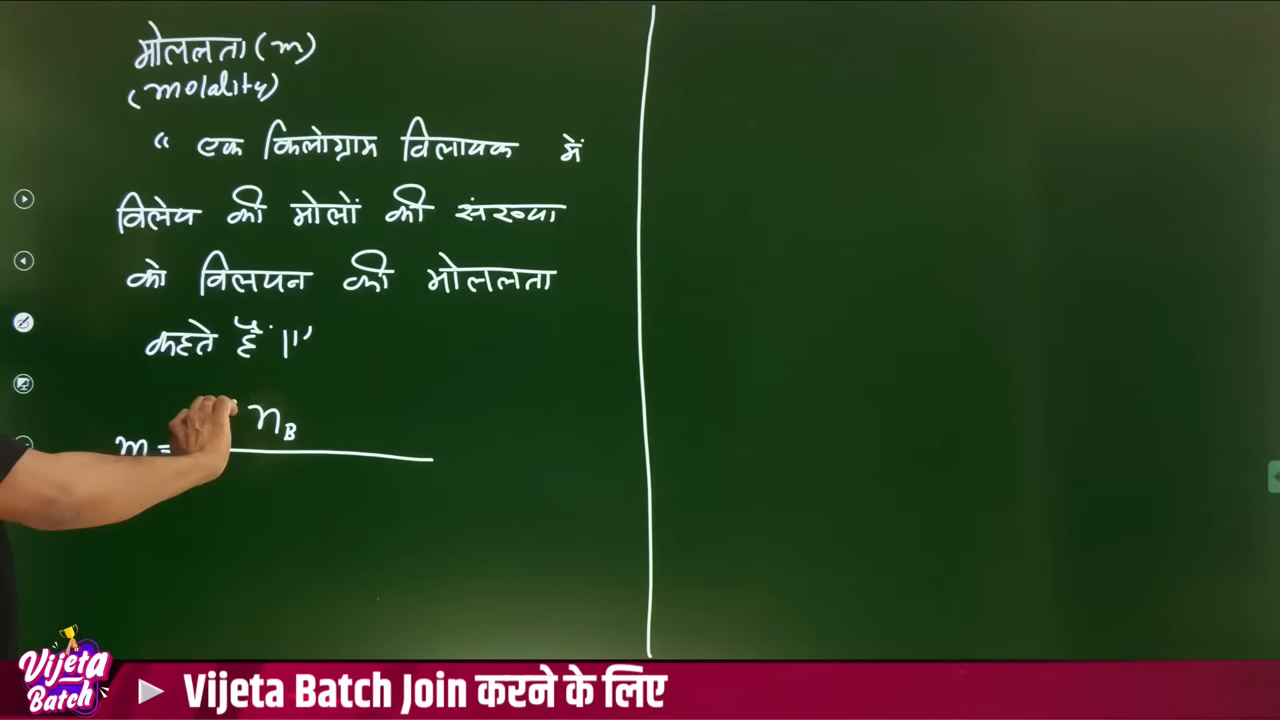 मोललता (m)
(molality)
“ एक किलोग्राम विलायक में
विलेय की मोलों की संख्या
को विलयन की मोललता
कहते हैं।”
m = n_B
Vijeta Batch
Vijeta Batch Join करने के लिए